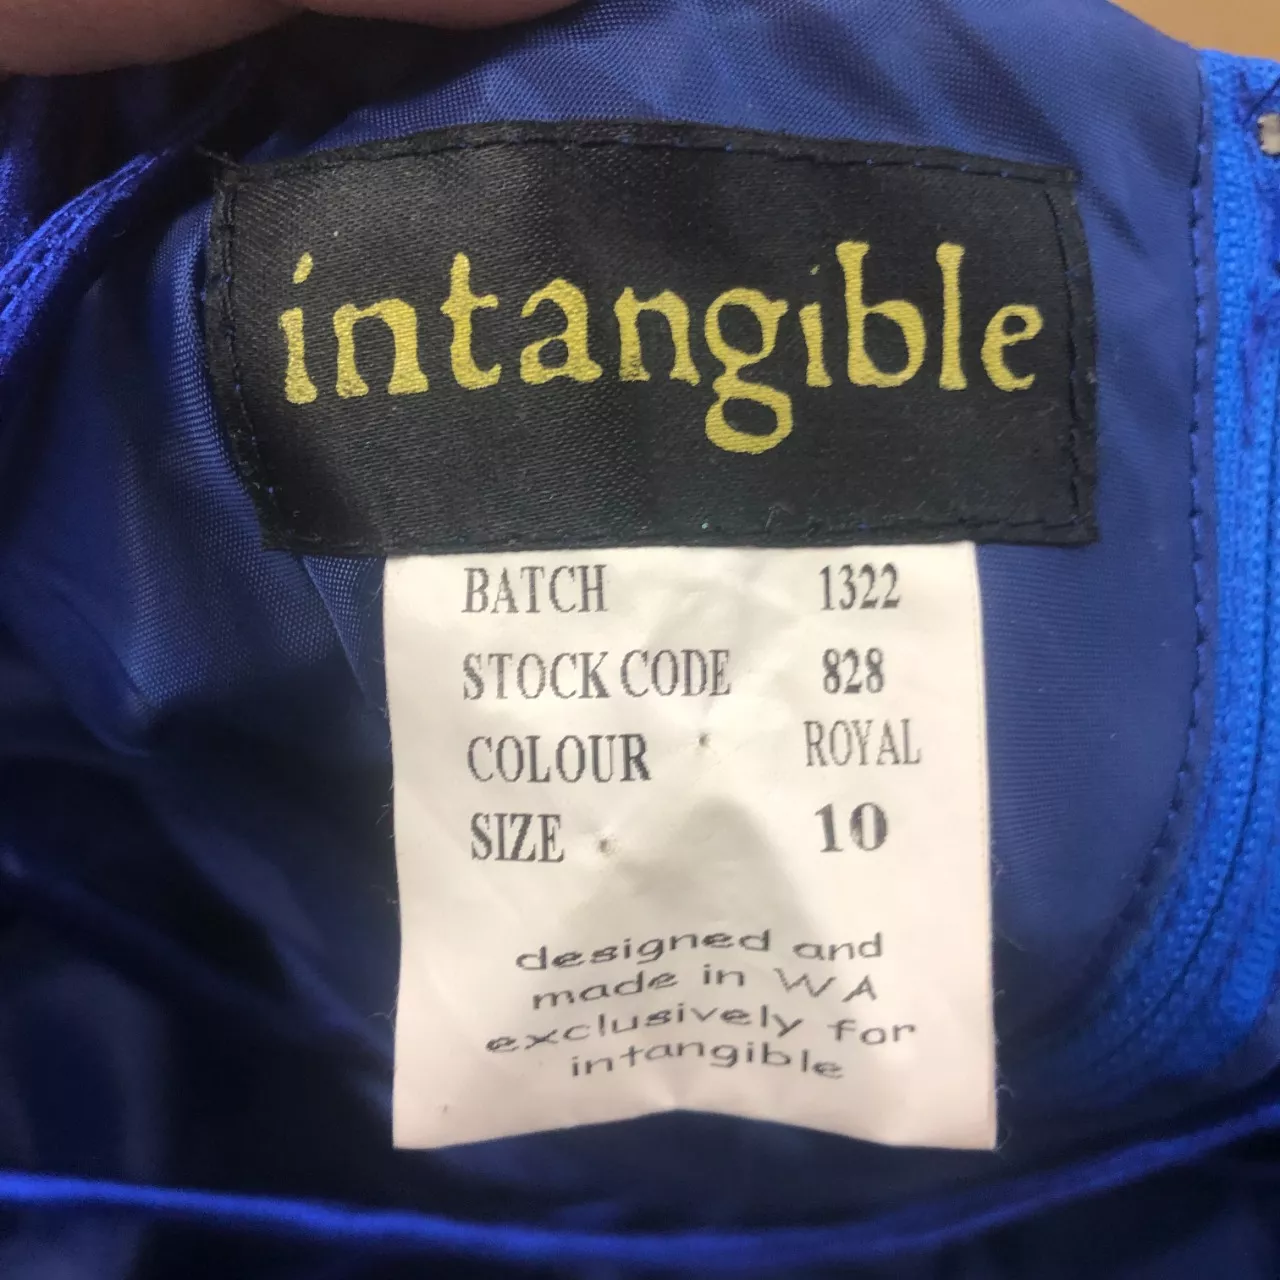 intangible
BATCH 1322
STOCK CODE 828
COLOUR ROYAL
SIZE 10
designed and
made in WA
exclusively for
intangible